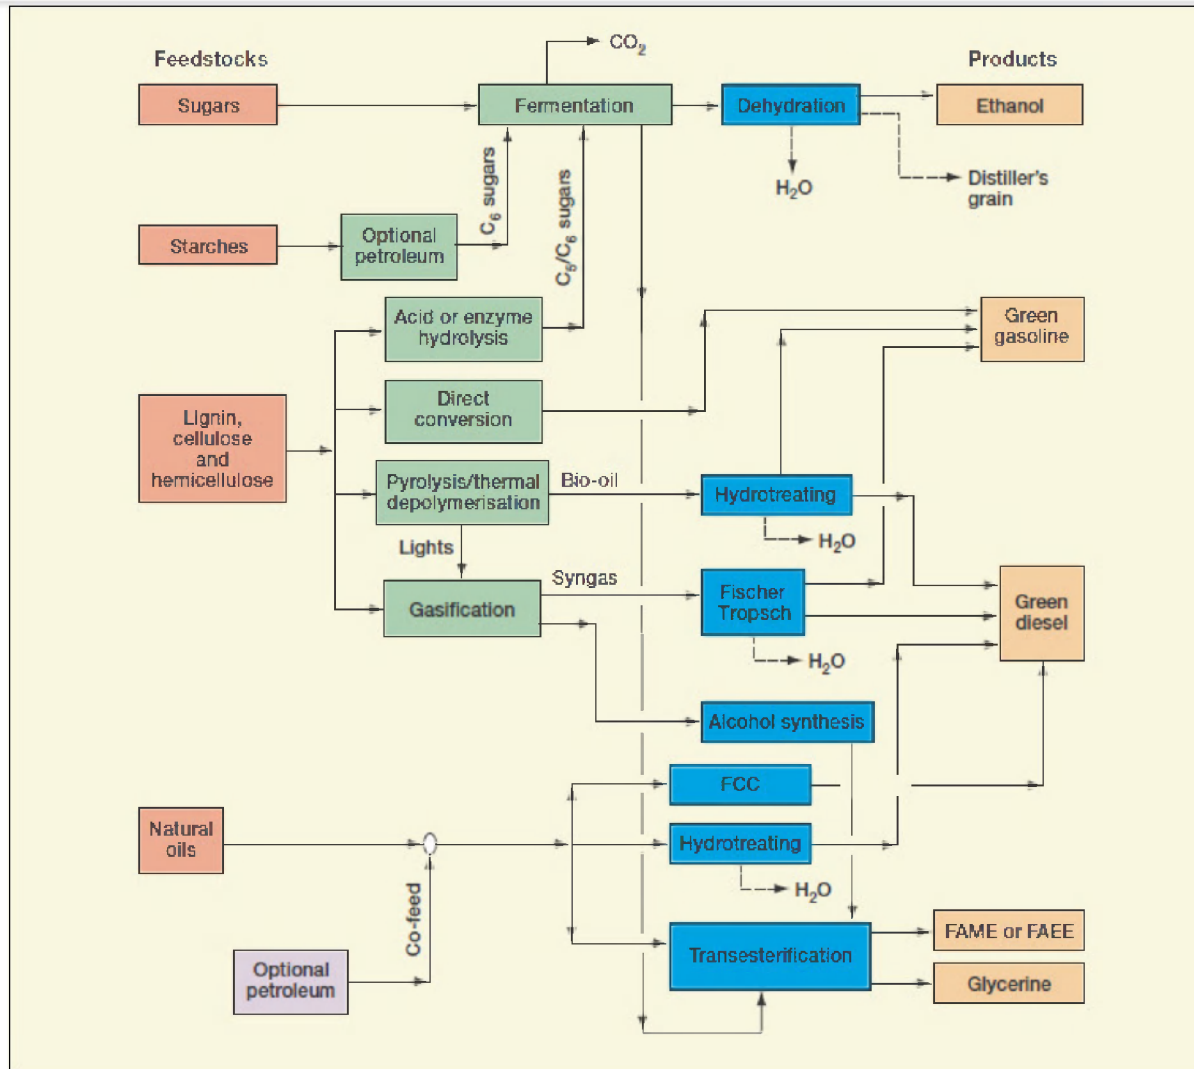 Feedstocks
Products
CO2
Sugars
Fermentation
Dehydration
Ethanol
H2O
Distiller's
grain
C6 sugars
C5/C6 sugars
Starches
Optional
petroleum
Acid or enzyme
hydrolysis
Green
gasoline
Direct
conversion
Lignin,
cellulose
and
hemicellulose
Pyrolysis/thermal
depolymerisation
Bio-oil
Hydrotreating
H2O
Lights
Syngas
Gasification
Fischer
Tropsch
H2O
Green
diesel
Alcohol synthesis
FCC
Natural
oils
Hydrotreating
H2O
Co-feed
Optional
petroleum
Transesterification
FAME or FAEE
Glycerine